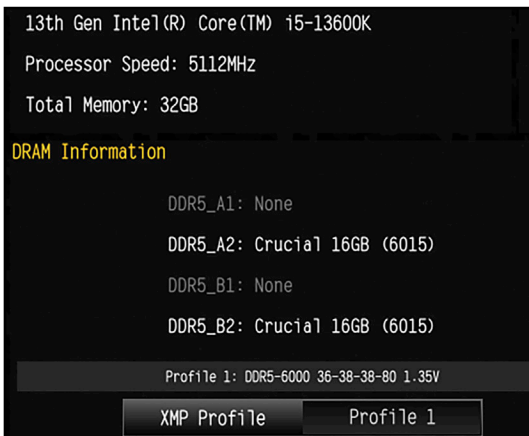 13th Gen Intel(R) Core(TM) i5-13600K
Processor Speed: 5112MHz
Total Memory: 32GB
DRAM Information
DDR5_A1: None
DDR5_A2: Crucial 16GB (6015)
DDR5_B1: None
DDR5_B2: Crucial 16GB (6015)
Profile 1: DDR5-6000 36-38-38-80 1.35V
XMP Profile Profile 1